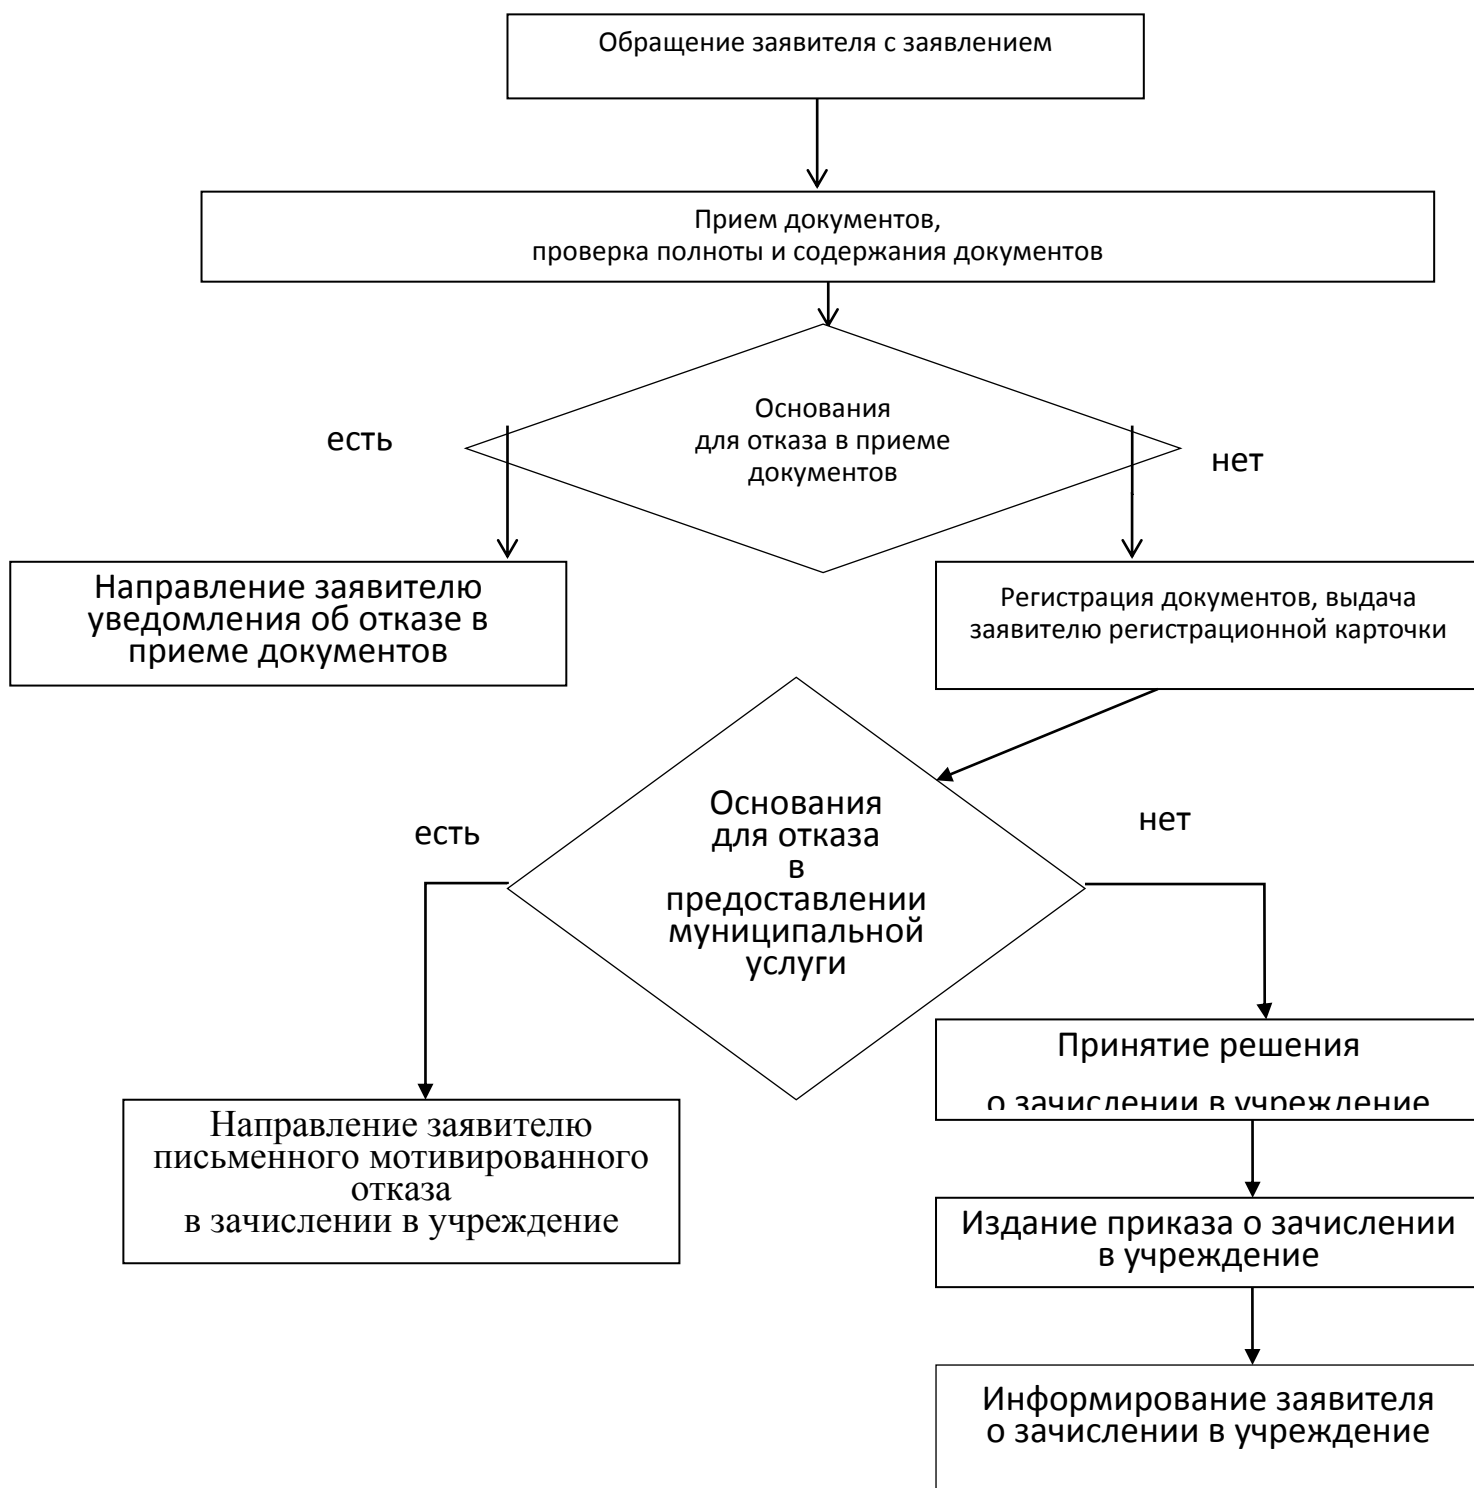 Обращение заявителя с заявлением
Прием документов,
проверка полноты и содержания документов
Основания
для отказа в приеме
документов
есть
нет
Направление заявителю
уведомления об отказе в
приеме документов
Регистрация документов, выдача
заявителю регистрационной карточки
Основания
для отказа
в
предоставлении
муниципальной
услуги
есть
нет
Принятие решения
о зачислении в учреждение
Направление заявителю
письменного мотивированного
отказа
в зачислении в учреждение
Издание приказа о зачислении
в учреждение
Информирование заявителя
о зачислении в учреждение